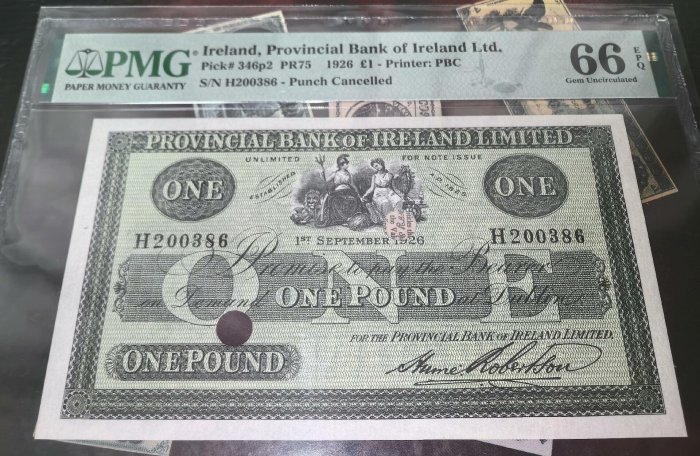 PMG
PAPER MONEY GUARANTY
Ireland, Provincial Bank of Ireland Ltd.
Pick# 346p2 PR75 1926 £1 - Printer: PBC
S/N H200386 - Punch Cancelled
66 EPQ
Gem Uncirculated
PROVINCIAL BANK OF IRELAND LIMITED
UNLIMITED FOR NOTE ISSUE
ESTABLISHED A.D. 1825
ONE ONE
H200386 1ST SEPTEMBER 1926 H200386
ONE
I Promise to pay the Bearer
on Demand ONE POUND at Dublin
FOR THE PROVINCIAL BANK OF IRELAND LIMITED.
ONE POUND
Hume Robertson